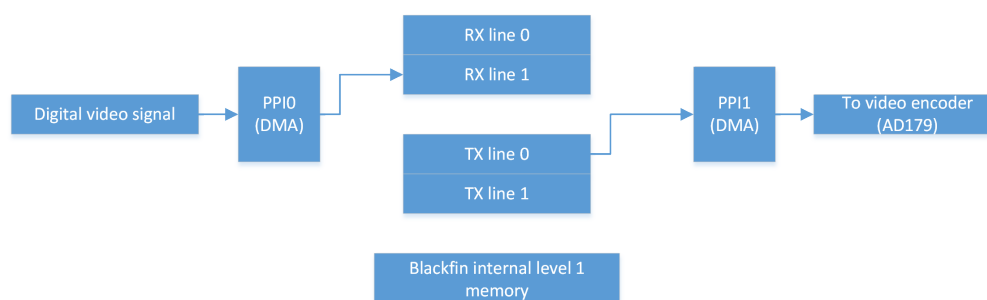 Digital video signal
PPI0
(DMA)
RX line 0
RX line 1
TX line 0
TX line 1
PPI1
(DMA)
To video encoder
(AD179)
Blackfin internal level 1
memory